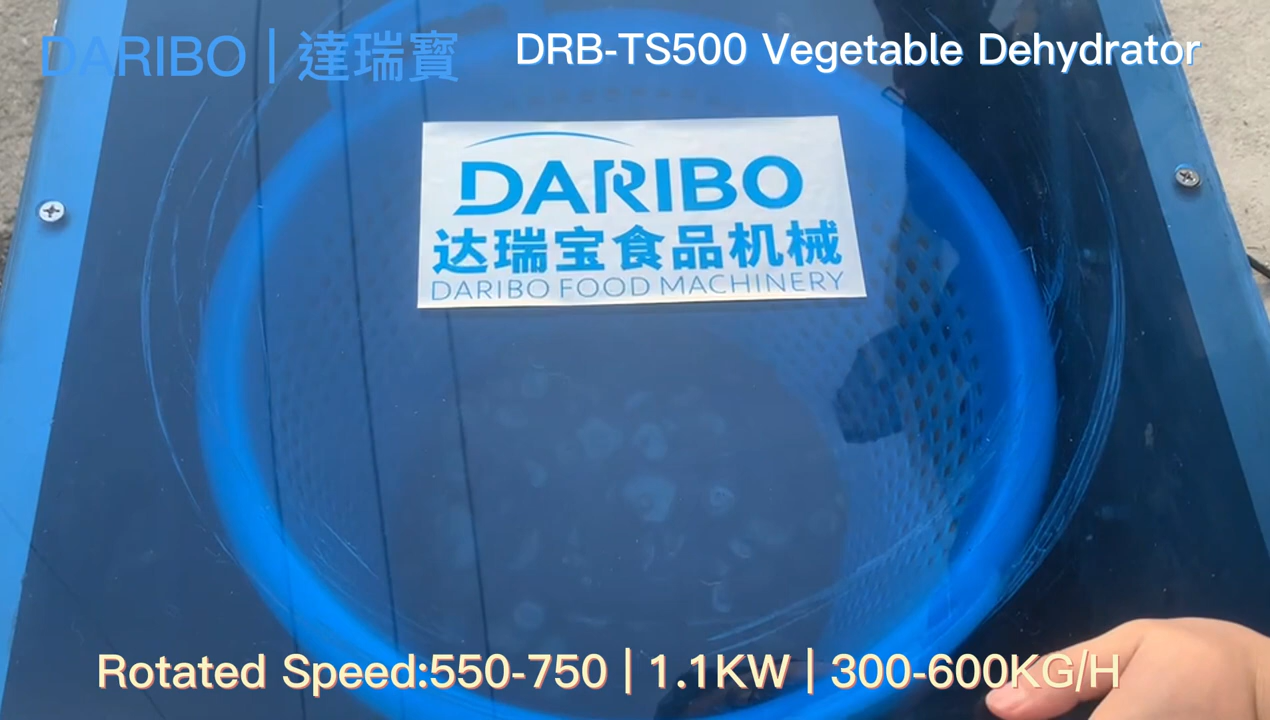 DARIBO | 達瑞寶
DRB-TS500 Vegetable Dehydrator
DARIBO
达瑞宝食品机械
DARIBO FOOD MACHINERY
Rotated Speed:550-750 | 1.1KW | 300-600KG/H